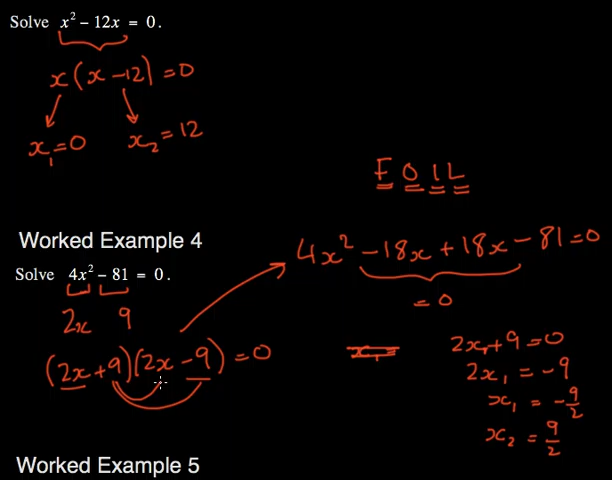 Solve x² − 12x = 0.
x(x − 12) = 0
x₁ = 0 x₂ = 12
F O I L
Worked Example 4
4x² − 18x + 18x − 81 = 0
Solve 4x² − 81 = 0.
= 0
2x 9
(2x + 9)(2x − 9) = 0
x₁ =
2x₁ + 9 = 0
2x₁ = −9
x₁ = −9/2
x₂ = 9/2
Worked Example 5